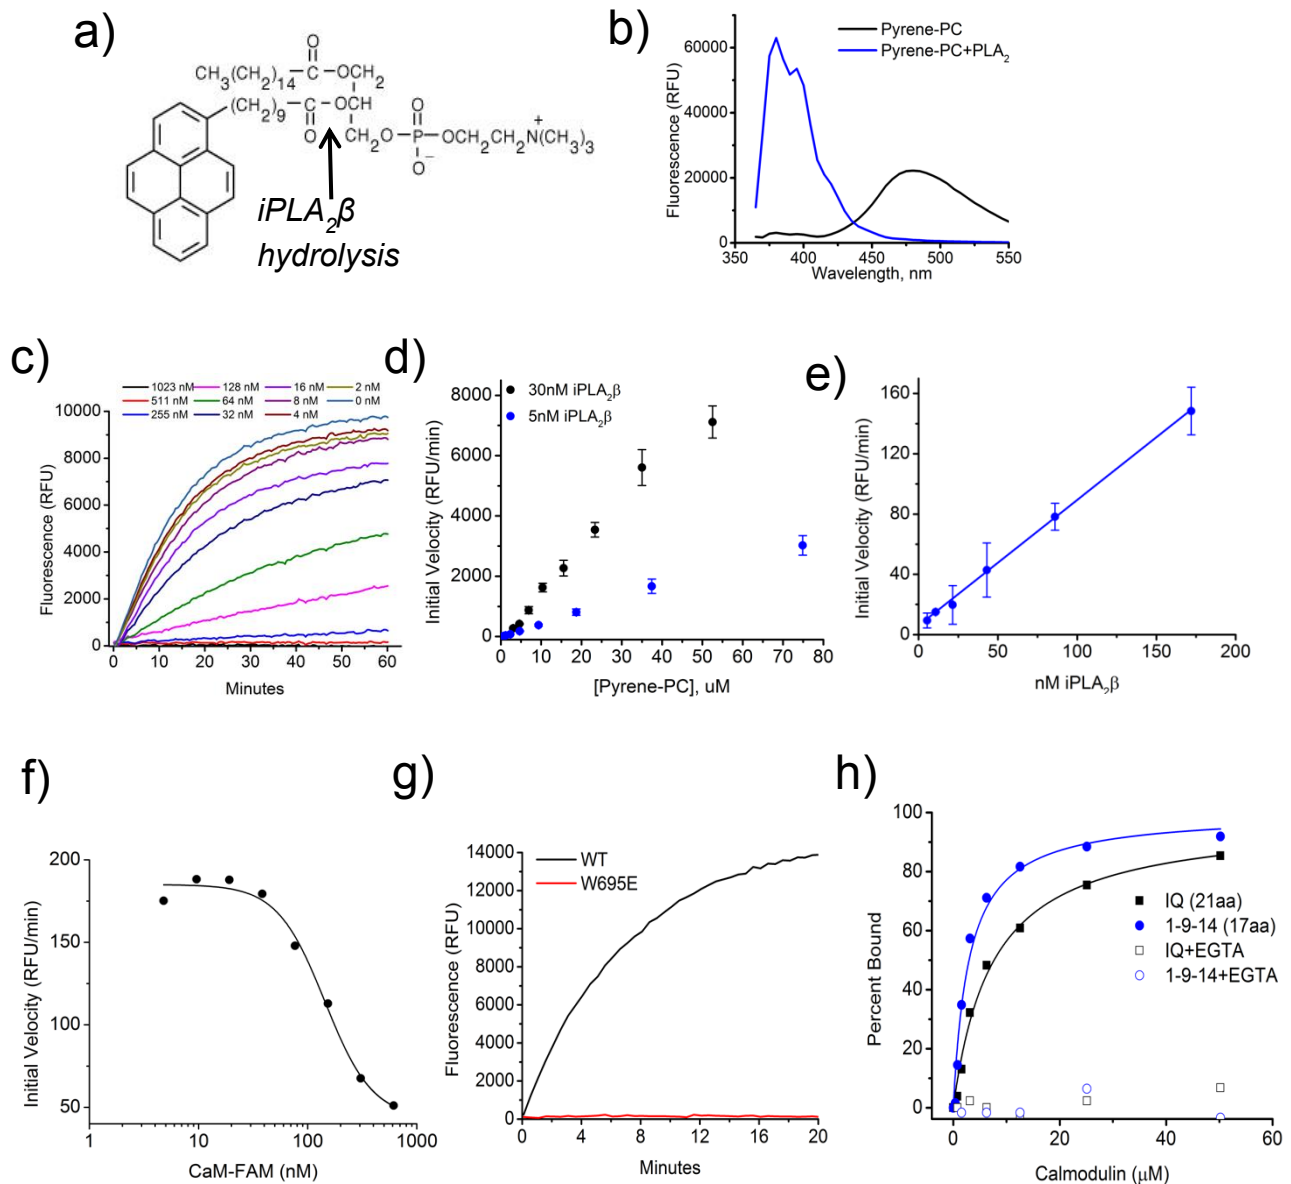 a)
O
CH3(CH2)14 C OCH2
(CH2)9 C OCH
O
CH2O P OCH2CH2N(CH3)3
O
+
O
−
iPLA2β
hydrolysis
b)
Fluorescence (RFU)
60000
40000
20000
0
350 400 450 500 550
Wavelength, nm
Pyrene-PC
Pyrene-PC+PLA2
c)
1023 nM 128 nM 16 nM 2 nM
511 nM 64 nM 8 nM 0 nM
255 nM 32 nM 4 nM
Fluorescence (RFU)
10000
8000
6000
4000
2000
0
0 10 20 30 40 50 60
Minutes
d)
Initial Velocity (RFU/min)
8000
6000
4000
2000
0
30nM iPLA2β
5nM iPLA2β
0 10 20 30 40 50 60 70 80
[Pyrene-PC], uM
e)
Initial Velocity (RFU/min)
160
120
80
40
0
0 50 100 150 200
nM iPLA2β
f)
Initial Velocity (RFU/min)
200
150
100
50
1 10 100 1000
CaM-FAM (nM)
g)
Fluorescence (RFU)
14000
12000
10000
8000
6000
4000
2000
0
WT
W695E
0 4 8 12 16 20
Minutes
h)
Percent Bound
100
80
60
40
20
0
IQ (21aa)
1-9-14 (17aa)
IQ+EGTA
1-9-14+EGTA
0 20 40 60
Calmodulin (μM)